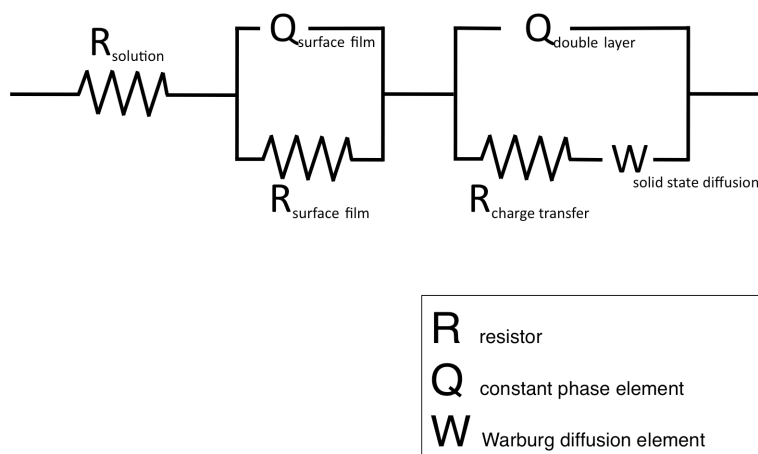 R solution
Q surface film
R surface film
Q double layer
R charge transfer
W solid state diffusion
R resistor
Q constant phase element
W Warburg diffusion element